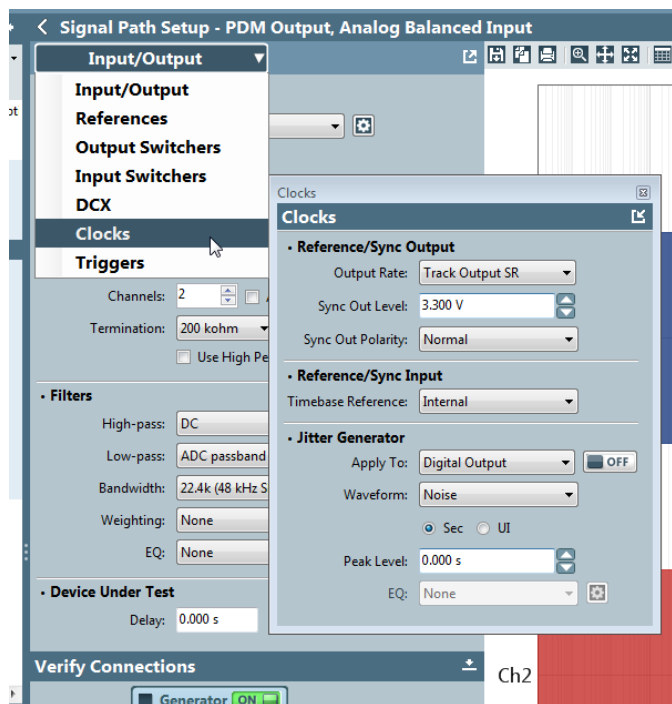 Signal Path Setup - PDM Output, Analog Balanced Input
Input/Output
Input/Output
References
Output Switchers
Input Switchers
DCX
Clocks
Triggers
Channels: 2
Termination: 200 kohm
Use High Pe
Filters
High-pass: DC
Low-pass: ADC passband
Bandwidth: 22.4k (48 kHz S
Weighting: None
EQ: None
Device Under Test
Delay: 0.000 s
Verify Connections
Generator ON
Clocks
Clocks
Reference/Sync Output
Output Rate: Track Output SR
Sync Out Level: 3.300 V
Sync Out Polarity: Normal
Reference/Sync Input
Timebase Reference: Internal
Jitter Generator
Apply To: Digital Output OFF
Waveform: Noise
Sec UI
Peak Level: 0.000 s
EQ: None
Ch2